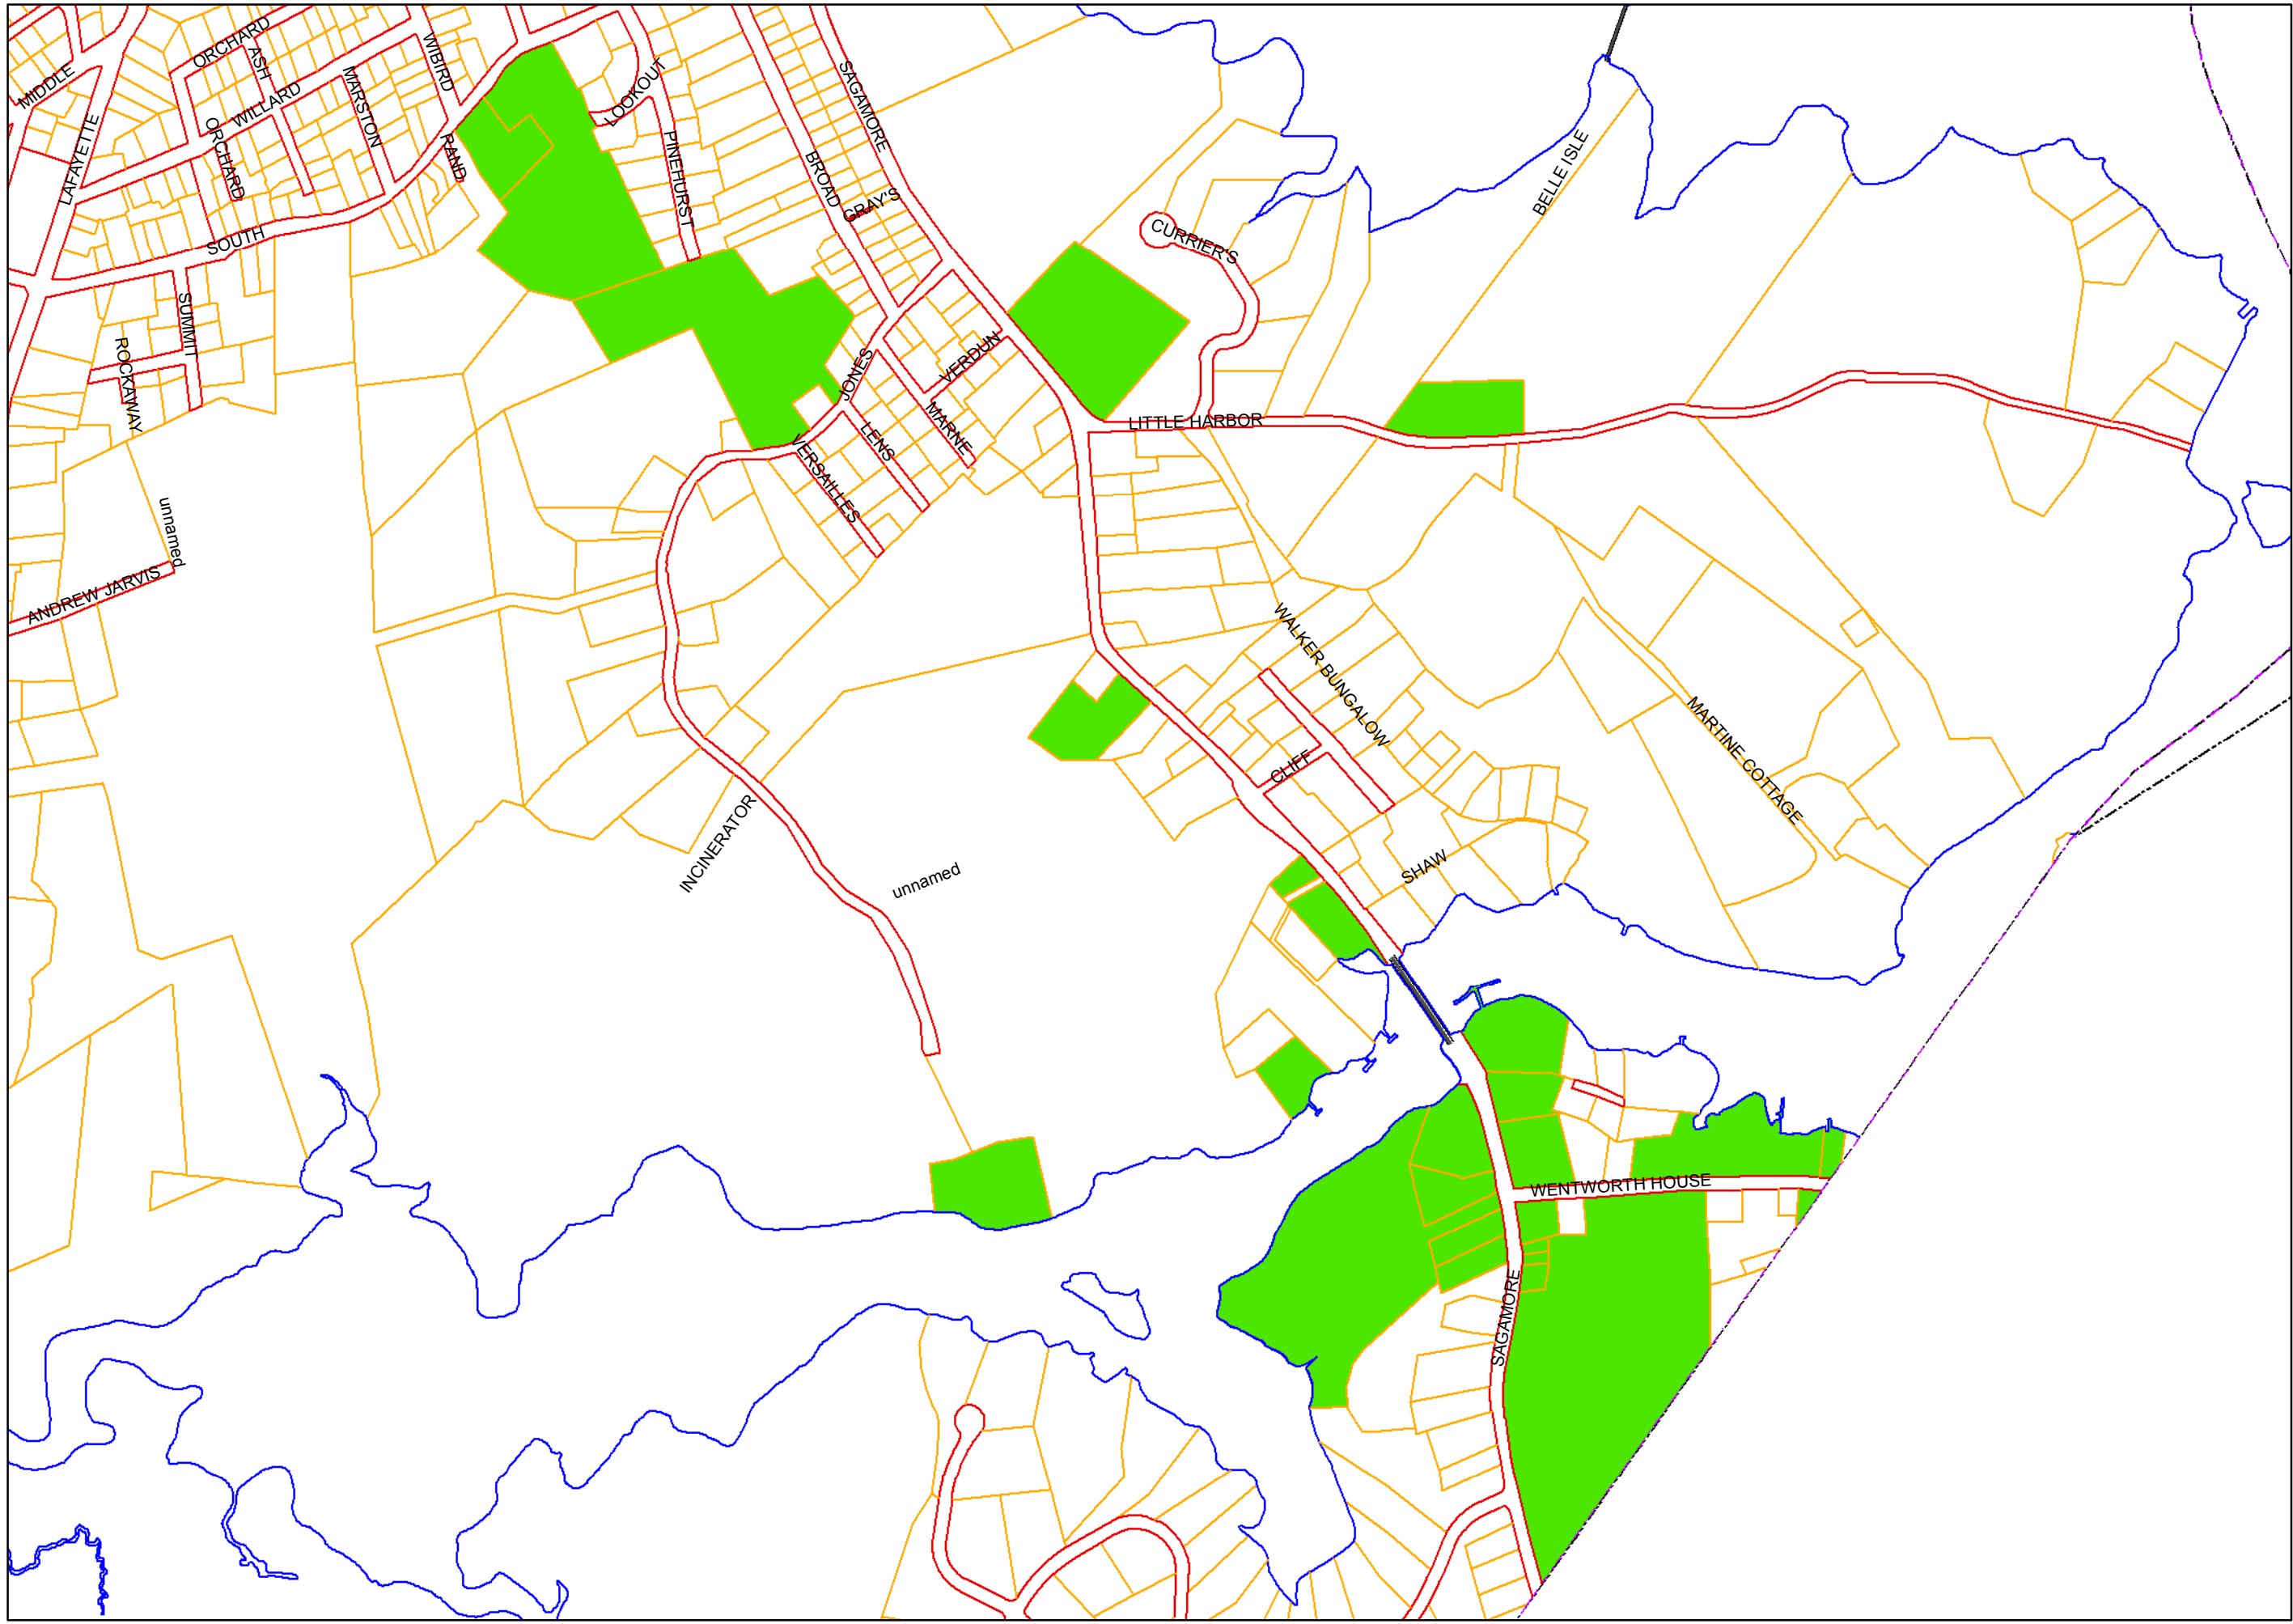 ORCHARD
WIBIRD
ASH
MIDDLE
WILLARD
MARSTON
LOOKOUT
SAGAMORE
LAFAYETTE
ORCHARD
RAND
PINEHURST
BROAD
GRAY'S
BELLE ISLE
SOUTH
CURRIER'S
SUMMIT
ROCKAWAY
JONES
VERDUN
MARNE
LITTLE HARBOR
LENS
VERSAILLES
unnamed
ANDREW JARVIS
WALKER BUNGALOW
CLIFF
MARTINE COTTAGE
INCINERATOR
unnamed
SHAW
WENTWORTH HOUSE
SAGAMORE